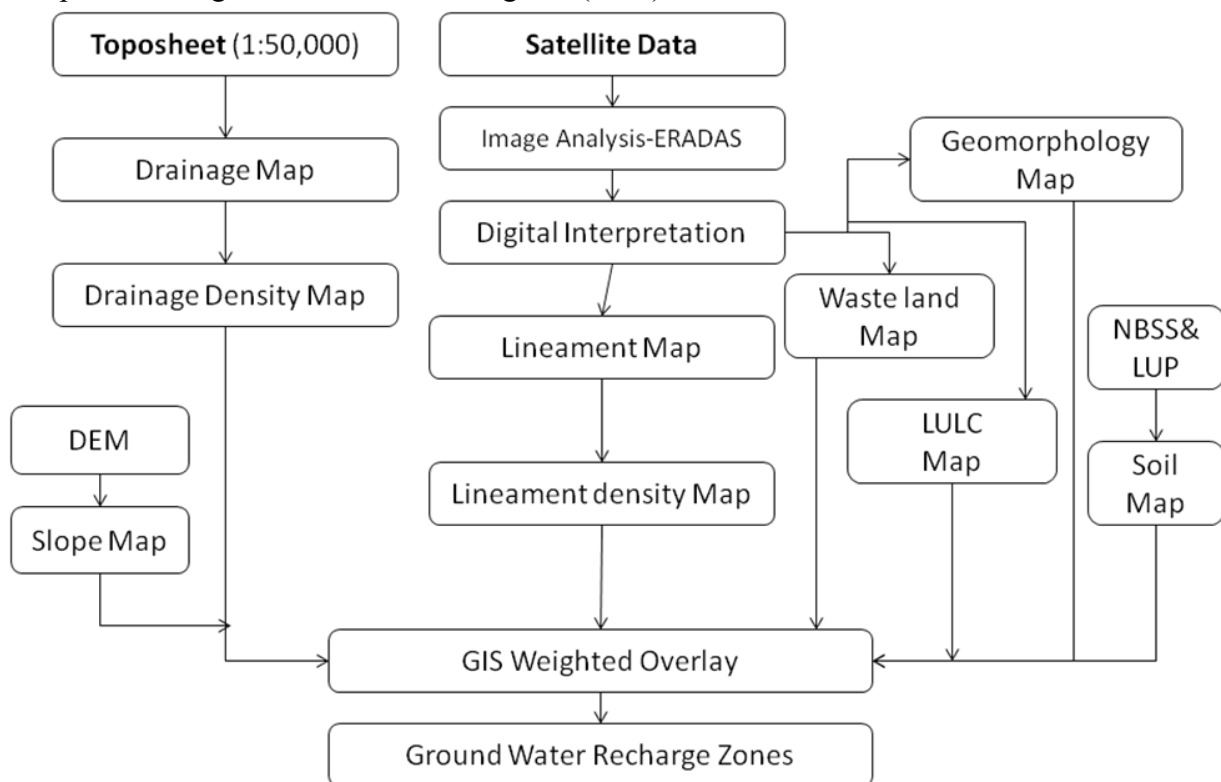 Toposheet (1:50,000)
Satellite Data
Image Analysis-ERADAS
Geomorphology
Map
Drainage Map
Digital Interpretation
Drainage Density Map
Waste land
Map
NBSS&
LUP
Lineament Map
DEM
LULC
Map
Soil
Map
Lineament density Map
Slope Map
GIS Weighted Overlay
Ground Water Recharge Zones